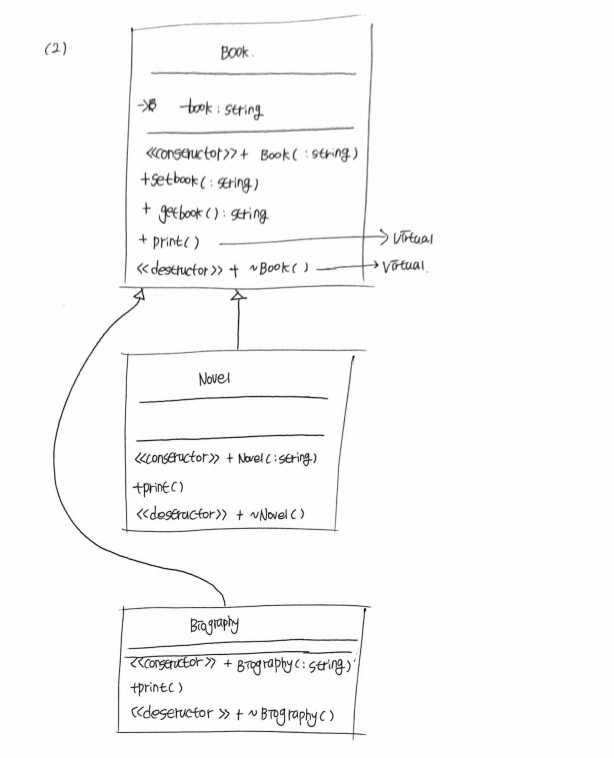 (2)
Book.
-book : string
<<constructor>> + Book( : string)
+setbook( : string)
+ getbook() : string
+ print() → virtual
<<destuctor>> + ~Book() → virtual.
Novel
<<constructor>> + Novel( : string)
+print()
<<destructor>> + ~Novel()
Biography
<<constructor>> + Biography( : string)
+print()
<<destructor>> + ~Biography()